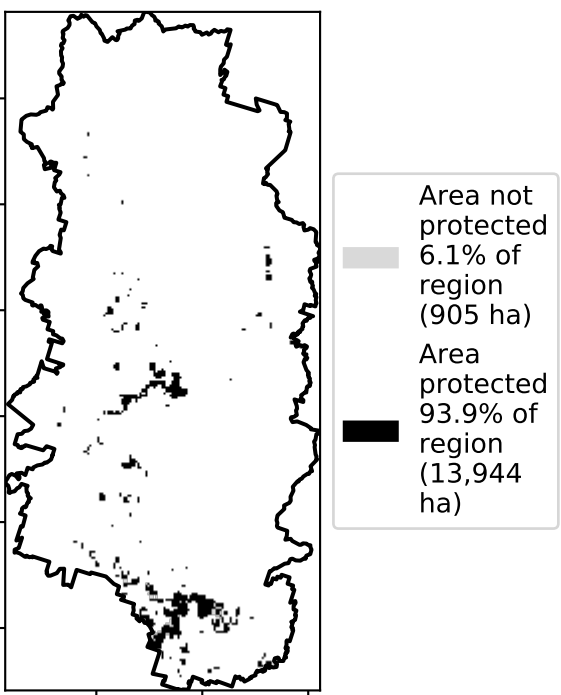 Area not
protected
6.1% of
region
(905 ha)
Area
protected
93.9% of
region
(13,944
ha)